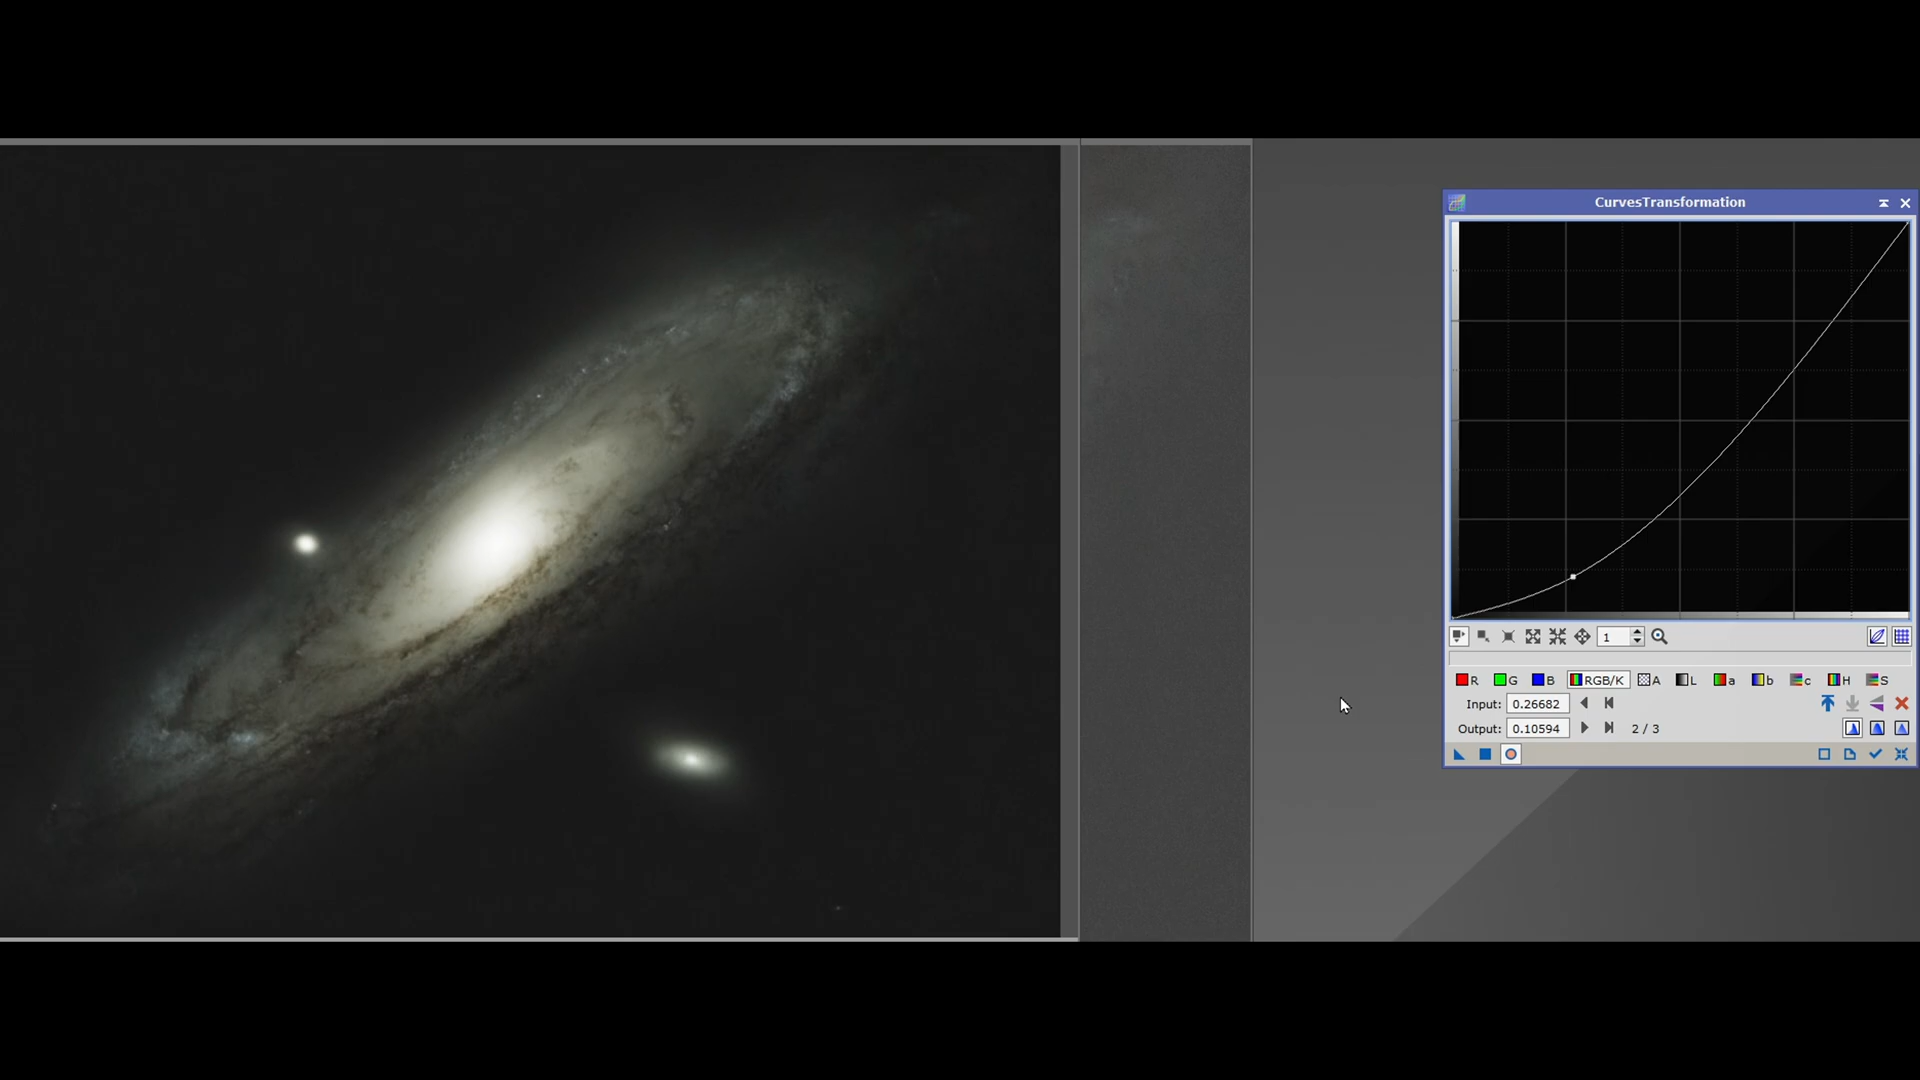 CurvesTransformation
1
R G B RGB/K A L a b c H S
Input: 0.26682
Output: 0.10594 2 / 3